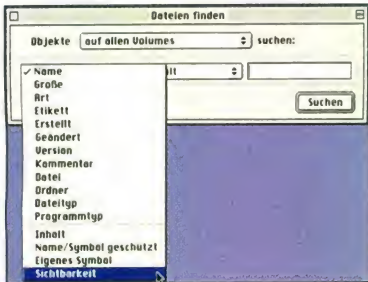 Dateien finden
Objekte auf allen Volumes suchen:
✓ Name
Größe
Art
Etikett
Erstellt
Geändert
Version
Kommentar
Datei
Ordner
Dateityp
Programmtyp
Inhalt
Name/Symbol geschützt
Eigenes Symbol
Sichtbarkeit
Suchen